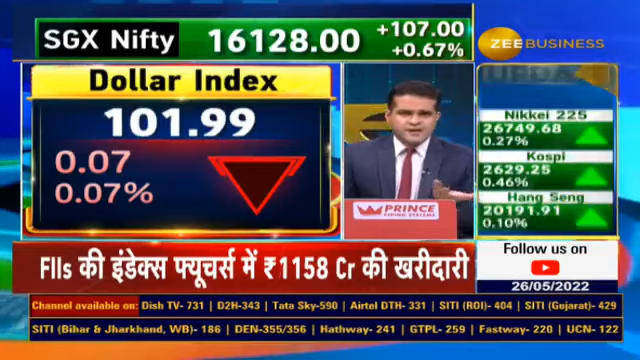 SGX Nifty
16128.00
+107.00
+0.67%
ZEE BUSINESS
Dollar Index
101.99
0.07
0.07%
UPDATE
Nikkei 225
26749.68
0.27%
Kospi
2629.25
0.46%
Hang Seng
20191.91
0.10%
PRINCE
PIPING SYSTEMS
FIIs की इंडेक्स फ्यूचर्स में ₹1158 Cr की खरीदारी
Follow us on
26/05/2022
Channel available on: Dish TV- 731 | D2H-343 | Tata Sky-590 | Airtel DTH- 331 | SITI (ROI)- 404 | SITI (Gujarat)- 429
SITI (Bihar & Jharkhand, WB)- 186 | DEN-355/356 | Hathway- 241 | GTPL- 259 | Fastway- 220 | UCN- 122